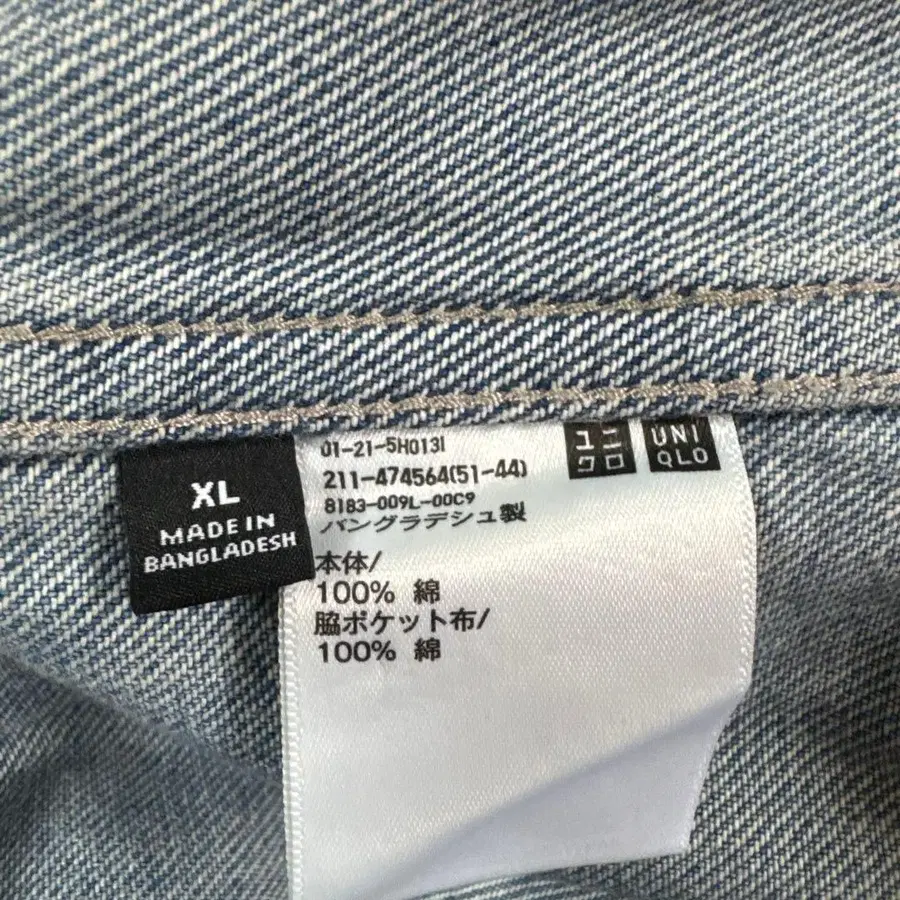 XL
MADE IN
BANGLADESH
01-21-5H013I
211-474564(51-44)
8183-009L-00C9
バングラデシュ製
本体/
100% 綿
脇ポケット布/
100% 綿
ユニ
クロ
UNI
QLO